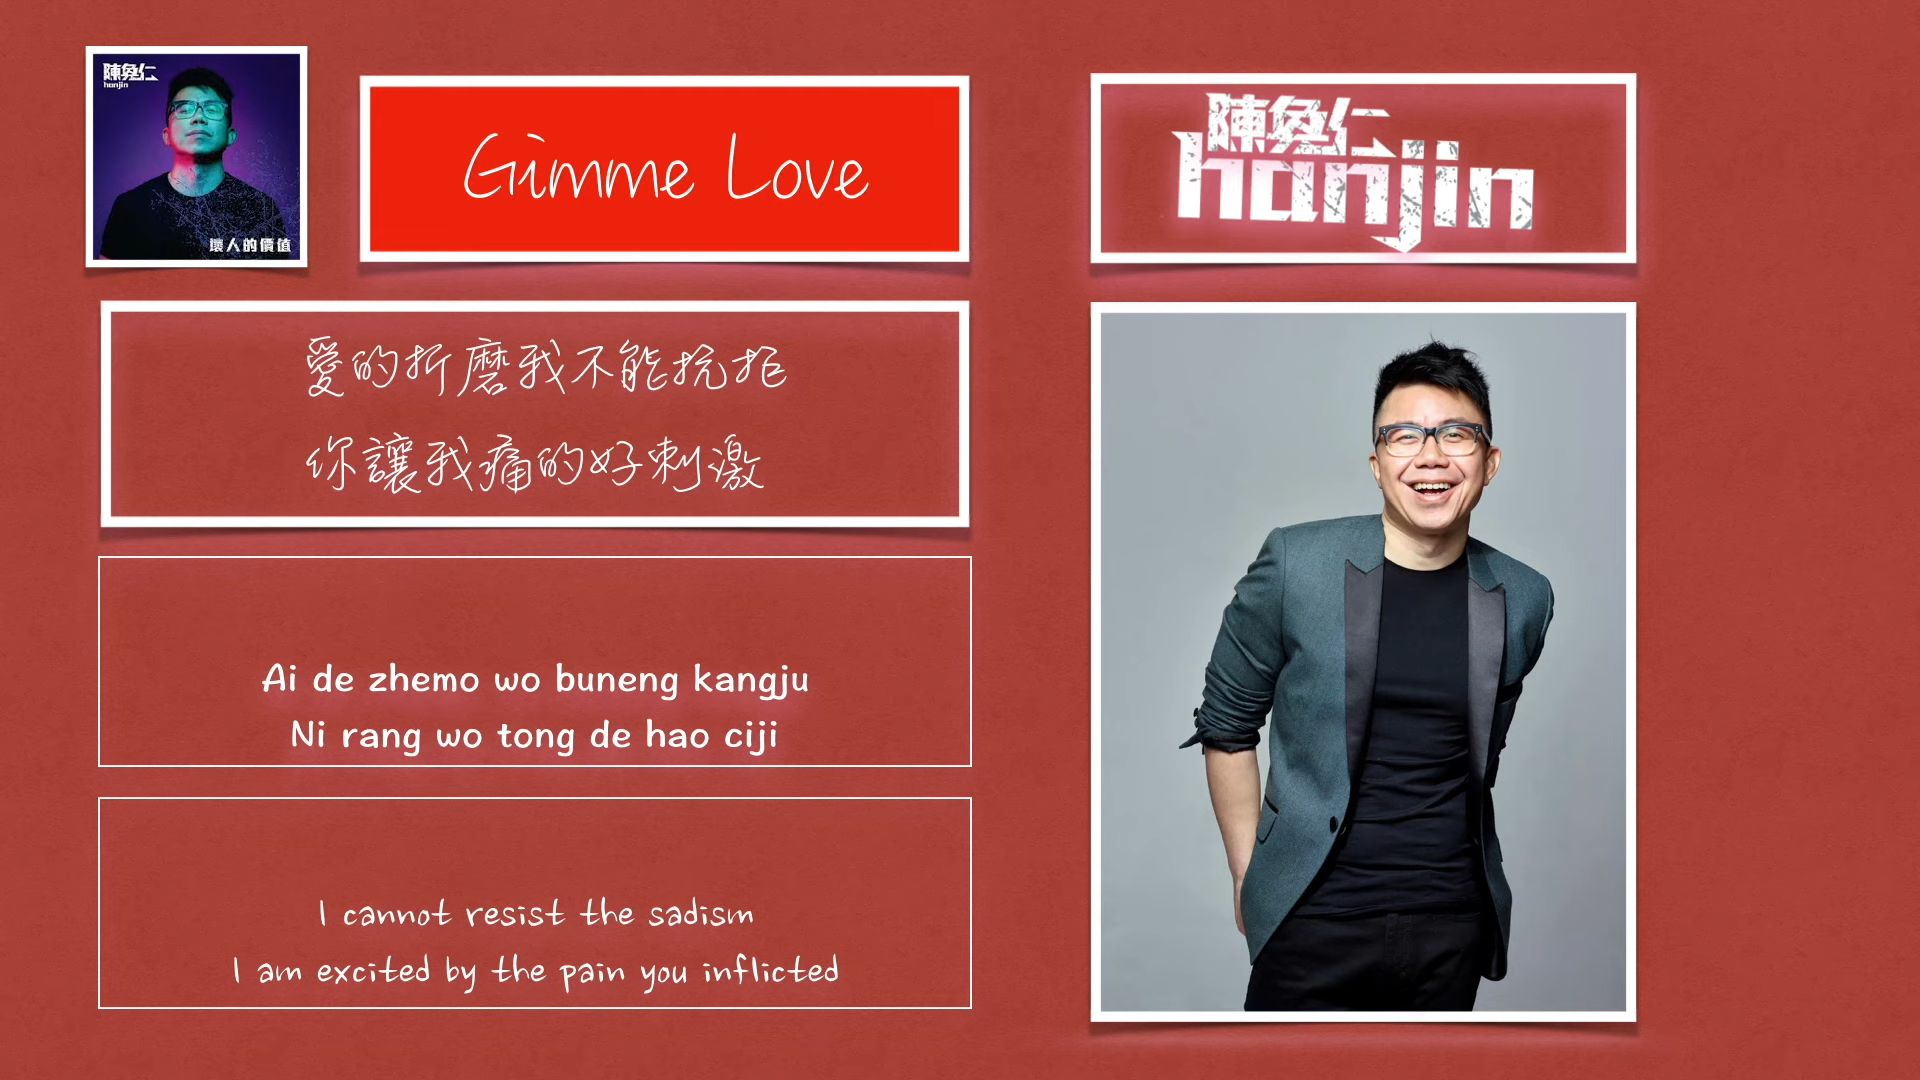 陳奐仁
hanjin
壞人的價值
Gimme Love
陳奐仁
hanjin
愛的折磨我不能抗拒
你讓我痛的好刺激
Ai de zhemo wo buneng kangju
Ni rang wo tong de hao ciji
I cannot resist the sadism
I am excited by the pain you inflicted